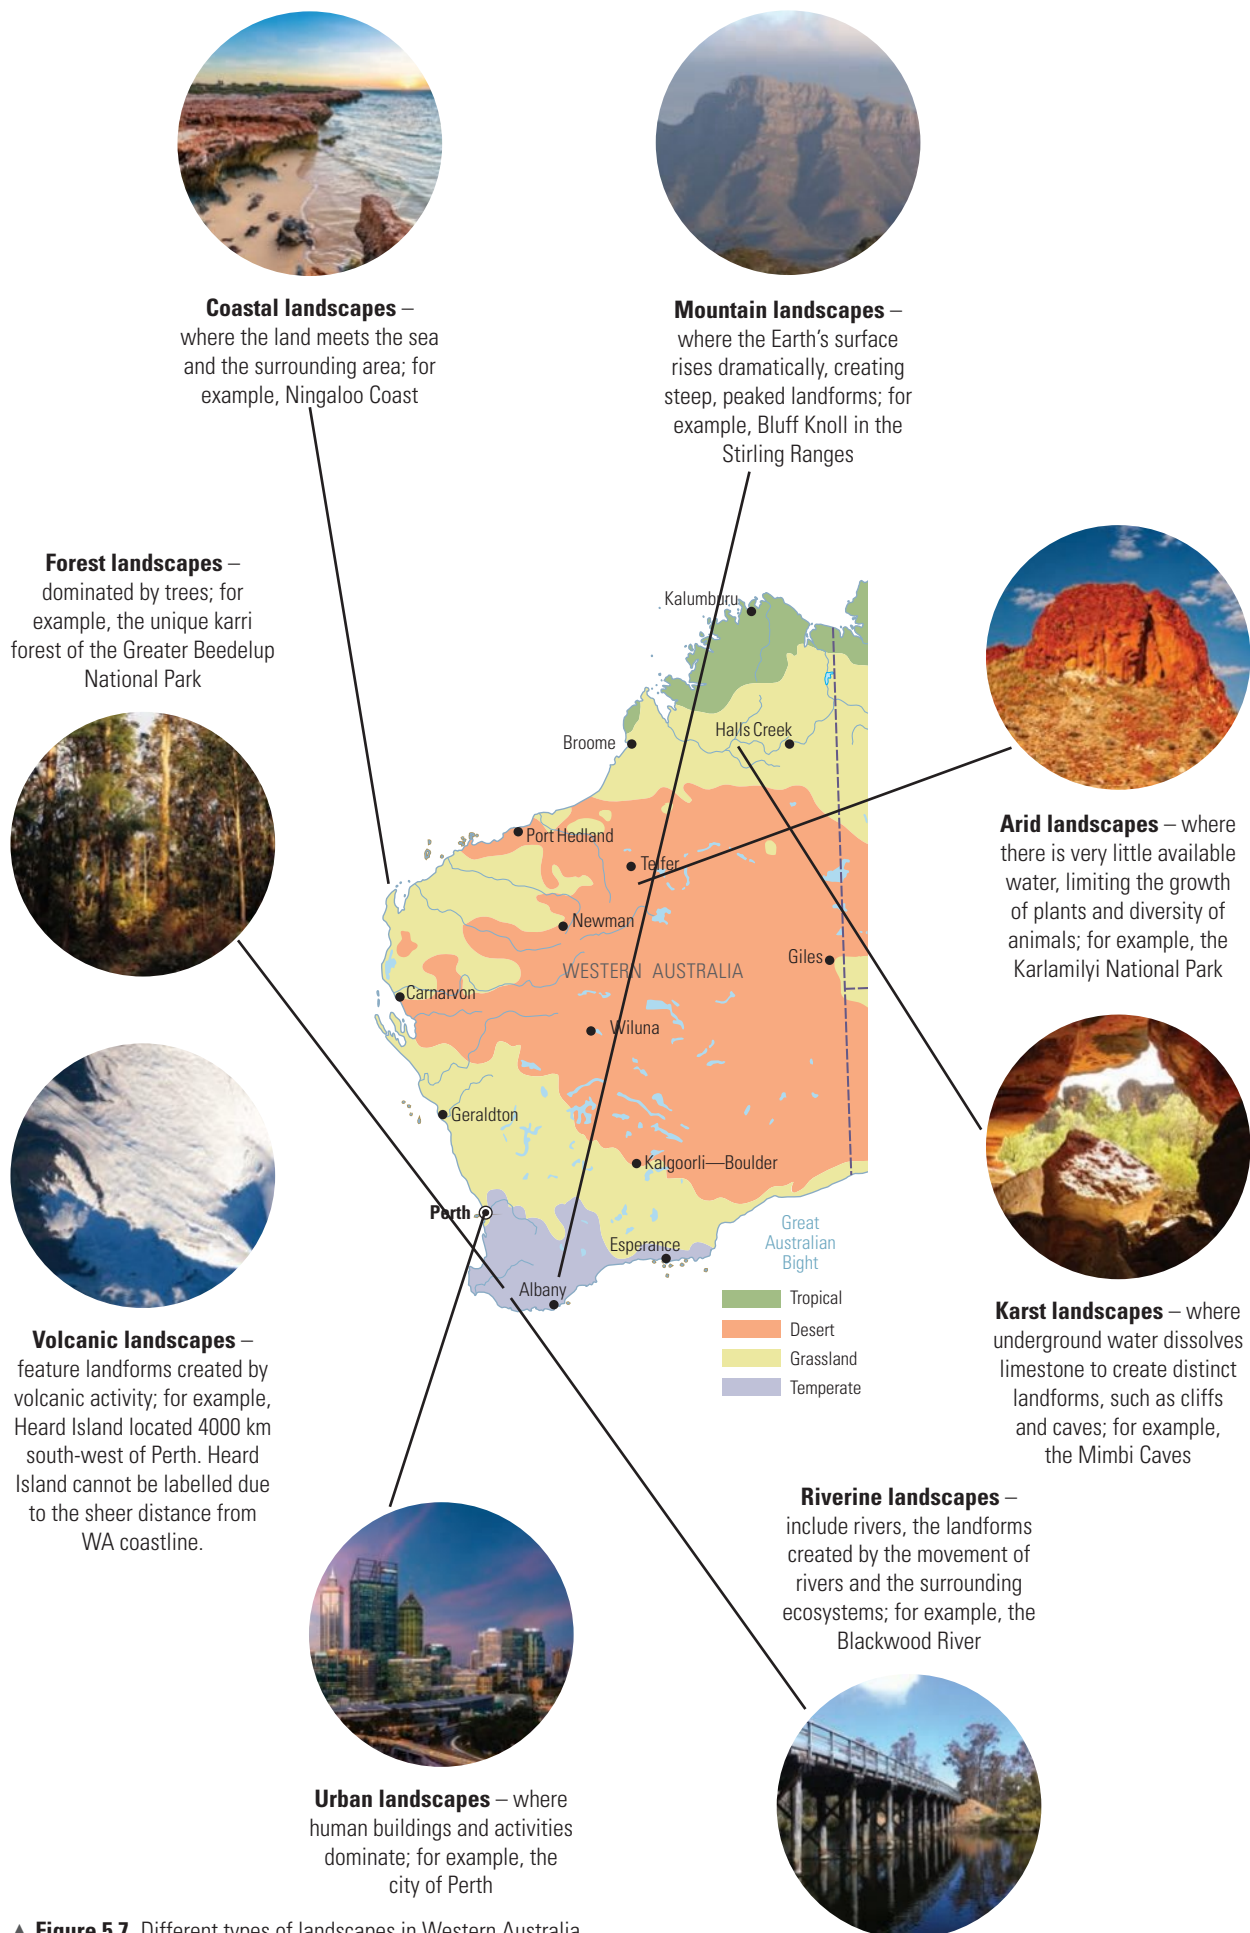 Coastal landscapes –
where the land meets the sea
and the surrounding area; for
example, Ningaloo Coast
Mountain landscapes –
where the Earth's surface
rises dramatically, creating
steep, peaked landforms; for
example, Bluff Knoll in the
Stirling Ranges
Forest landscapes –
dominated by trees; for
example, the unique karri
forest of the Greater Beedelup
National Park
Arid landscapes – where
there is very little available
water, limiting the growth
of plants and diversity of
animals; for example, the
Karlamilyi National Park
Kalumburu
Broome
Halls Creek
Port Hedland
Telfer
Newman
Giles
WESTERN AUSTRALIA
Carnarvon
Wiluna
Geraldton
Kalgoorli—Boulder
Perth
Esperance
Albany
Great
Australian
Bight
Tropical
Desert
Grassland
Temperate
Volcanic landscapes –
feature landforms created by
volcanic activity; for example,
Heard Island located 4000 km
south-west of Perth. Heard
Island cannot be labelled due
to the sheer distance from
WA coastline.
Karst landscapes – where
underground water dissolves
limestone to create distinct
landforms, such as cliffs
and caves; for example,
the Mimbi Caves
Riverine landscapes –
include rivers, the landforms
created by the movement of
rivers and the surrounding
ecosystems; for example, the
Blackwood River
Urban landscapes – where
human buildings and activities
dominate; for example, the
city of Perth
▲ Figure 5.7 Different types of landscapes in Western Australia